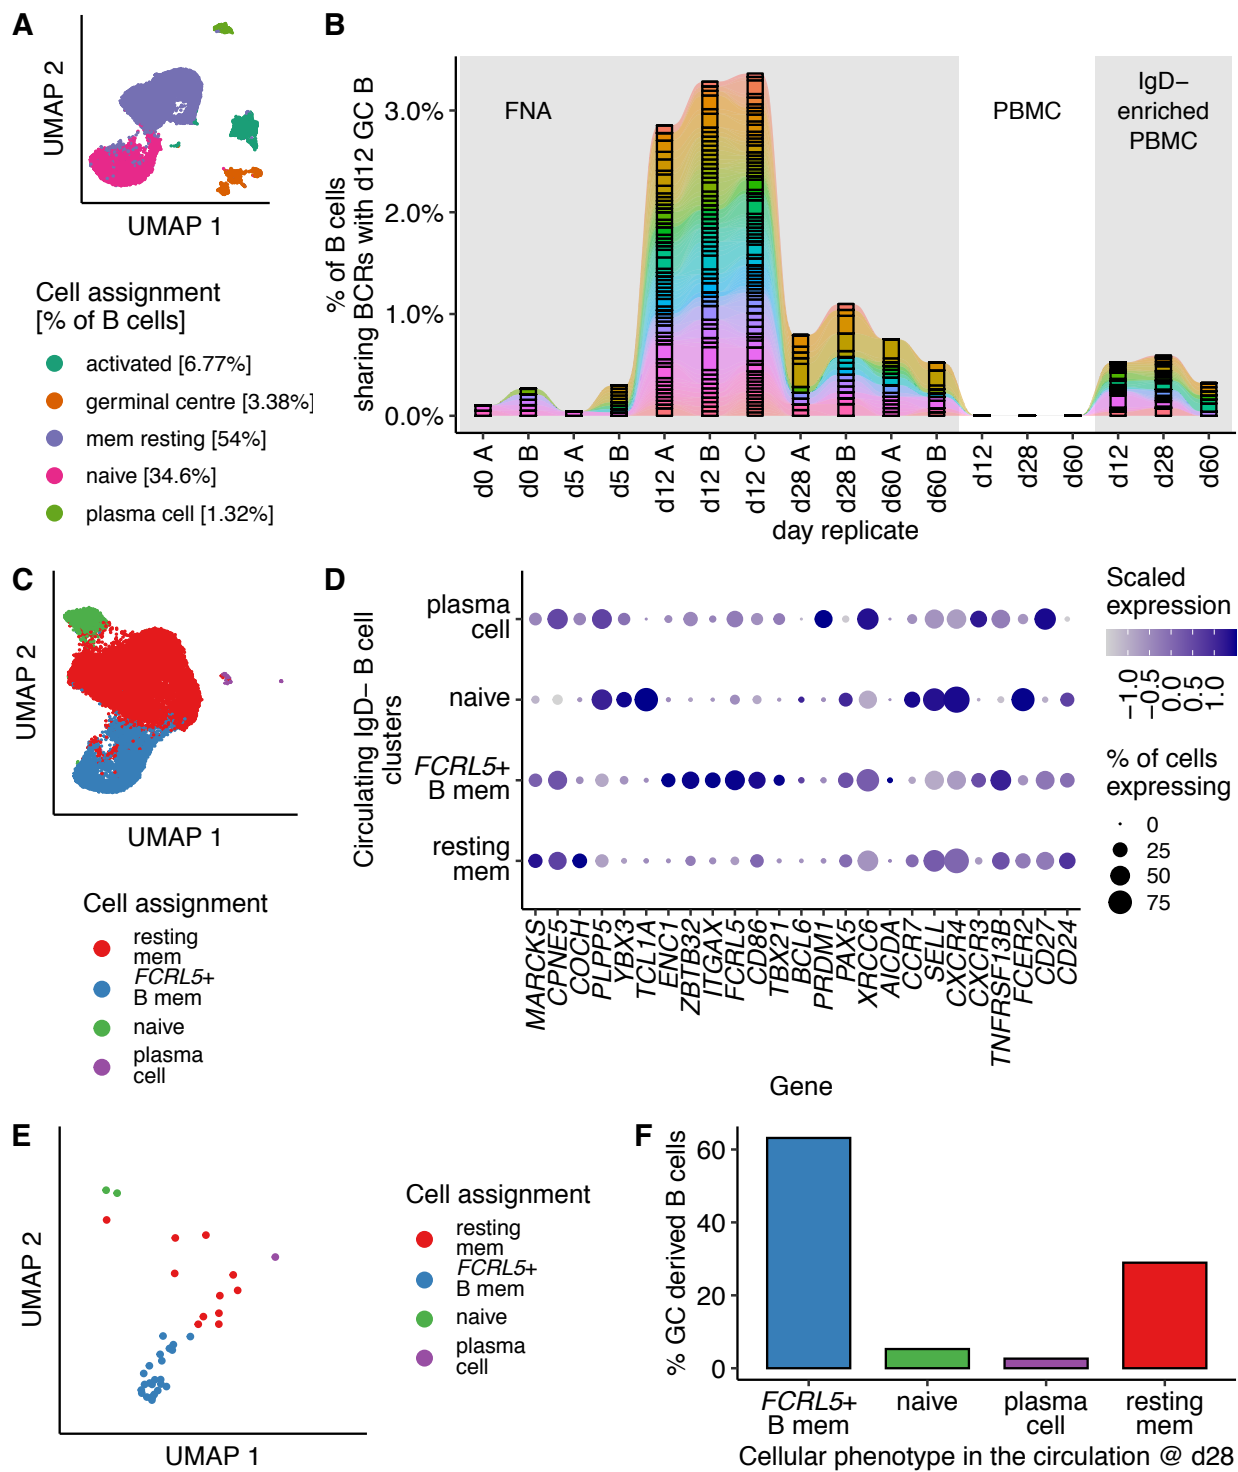 A
UMAP 2
UMAP 1
Cell assignment
[% of B cells]
activated [6.77%]
germinal centre [3.38%]
mem resting [54%]
naive [34.6%]
plasma cell [1.32%]
B
% of B cells
sharing BCRs with d12 GC B
3.0%
2.0%
1.0%
0.0%
FNA
PBMC
IgD−
enriched
PBMC
d0 A
d0 B
d5 A
d5 B
d12 A
d12 B
d12 C
d28 A
d28 B
d60 A
d60 B
d12
d28
d60
d12
d28
d60
day replicate
C
UMAP 2
UMAP 1
Cell assignment
resting
mem
FCRL5+
B mem
naive
plasma
cell
D
Circulating IgD− B cell
clusters
plasma
cell
naive
FCRL5+
B mem
resting
mem
MARCKS
CPNE5
COCH
PLPP5
YBX3
TCL1A
ENC1
ZBTB32
ITGAX
FCRL5
CD86
TBX21
BCL6
PRDM1
PAX5
XRCC6
AICDA
CCR7
SELL
CXCR4
CXCR3
TNFRSF13B
FCER2
CD27
CD24
Gene
Scaled
expression
−1.0
−0.5
0.0
0.5
1.0
% of cells
expressing
0
25
50
75
E
UMAP 2
UMAP 1
Cell assignment
resting
mem
FCRL5+
B mem
naive
plasma
cell
F
% GC derived B cells
60
40
20
0
FCRL5+
B mem
naive
plasma
cell
resting
mem
Cellular phenotype in the circulation @ d28